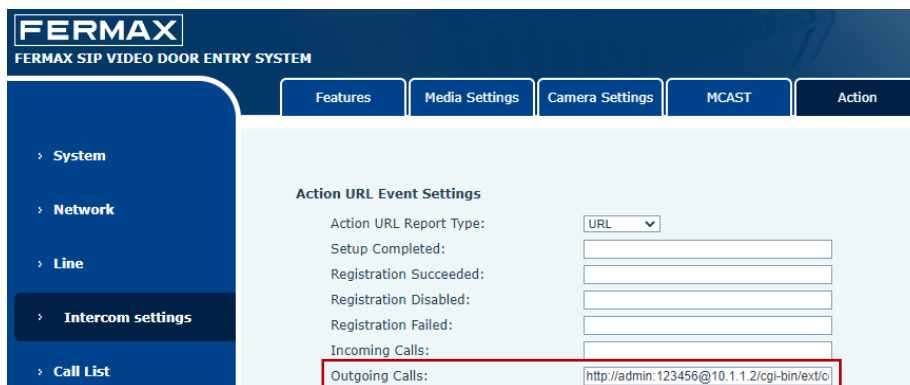 FERMAX
FERMAX SIP VIDEO DOOR ENTRY SYSTEM
Features Media Settings Camera Settings MCAST Action
› System
› Network
› Line
› Intercom settings
› Call List
Action URL Event Settings
Action URL Report Type: URL
Setup Completed:
Registration Succeeded:
Registration Disabled:
Registration Failed:
Incoming Calls:
Outgoing Calls: http://admin:123456@10.1.1.2/cgi-bin/ext/c